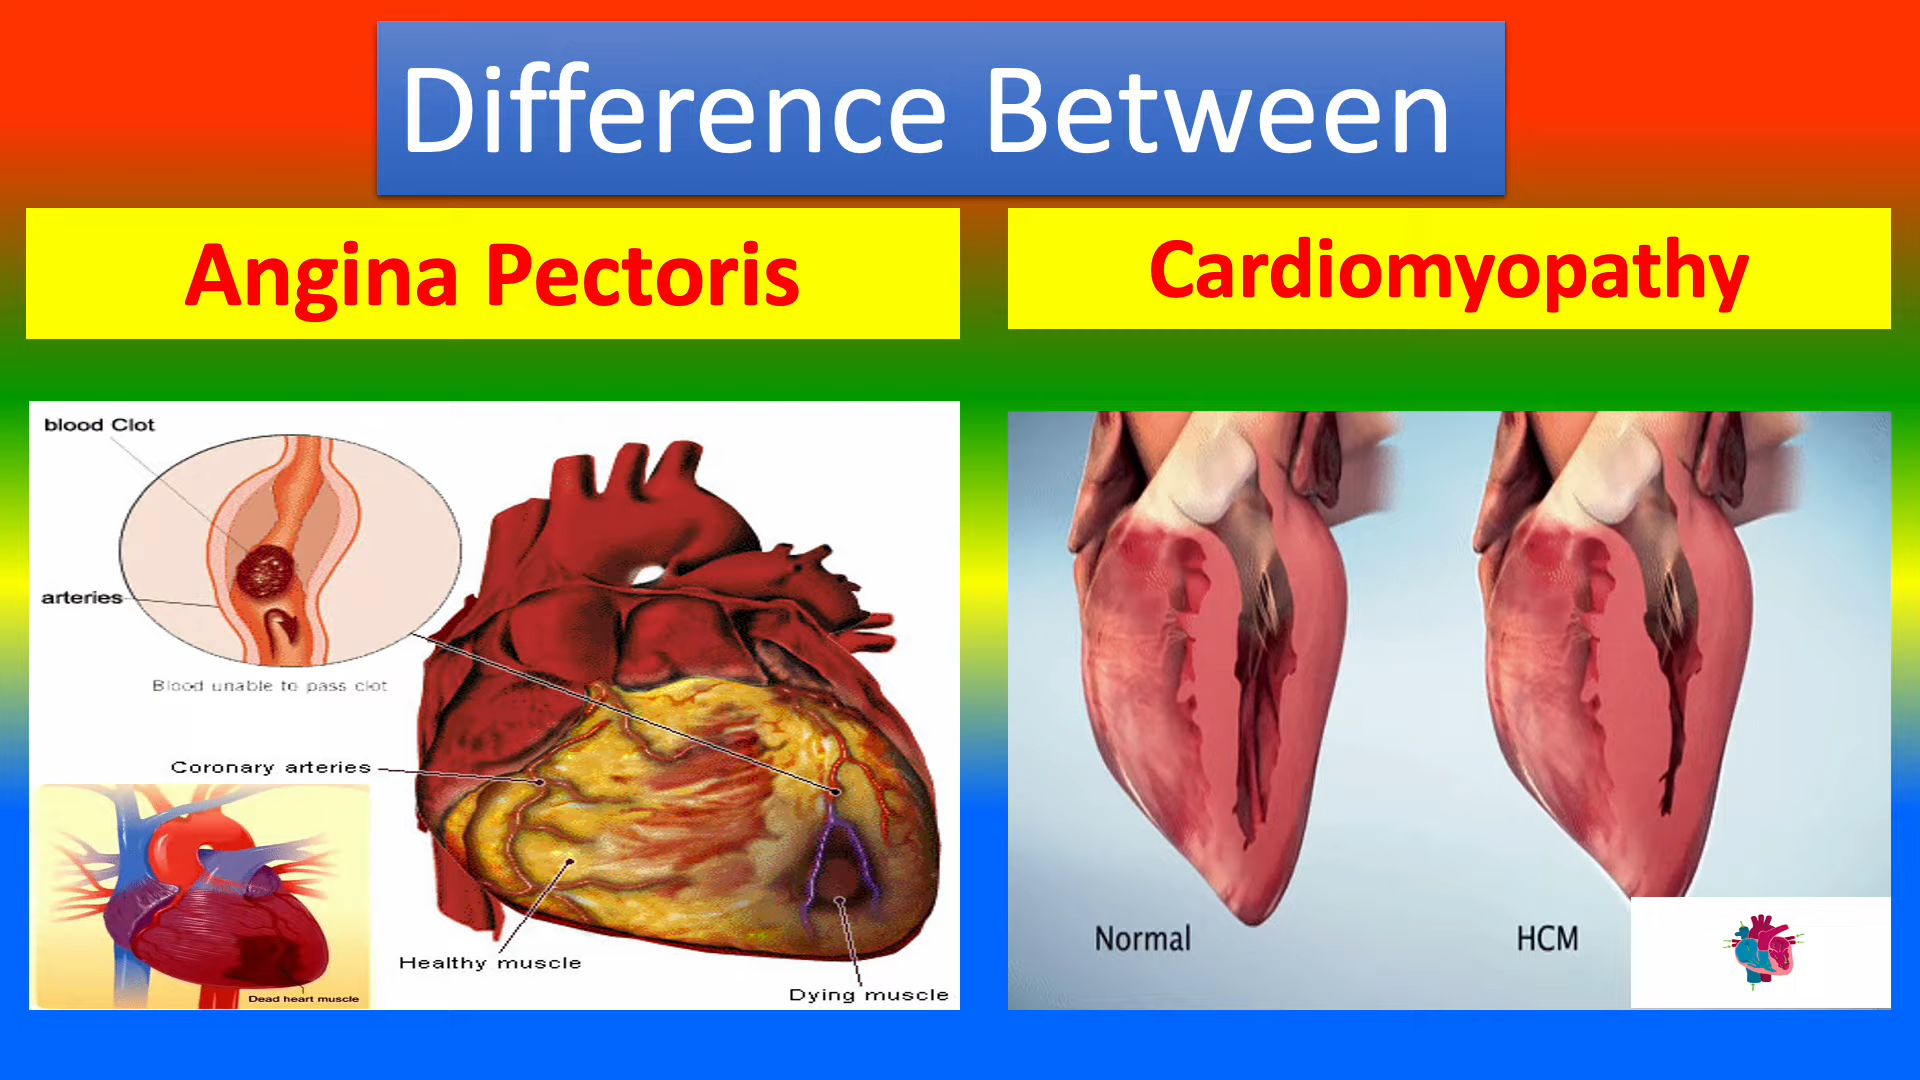 Difference Between
Angina Pectoris
Cardiomyopathy
blood Clot
arteries
Blood unable to pass clot
Coronary arteries
Dead heart muscle
Healthy muscle
Dying muscle
Normal
HCM